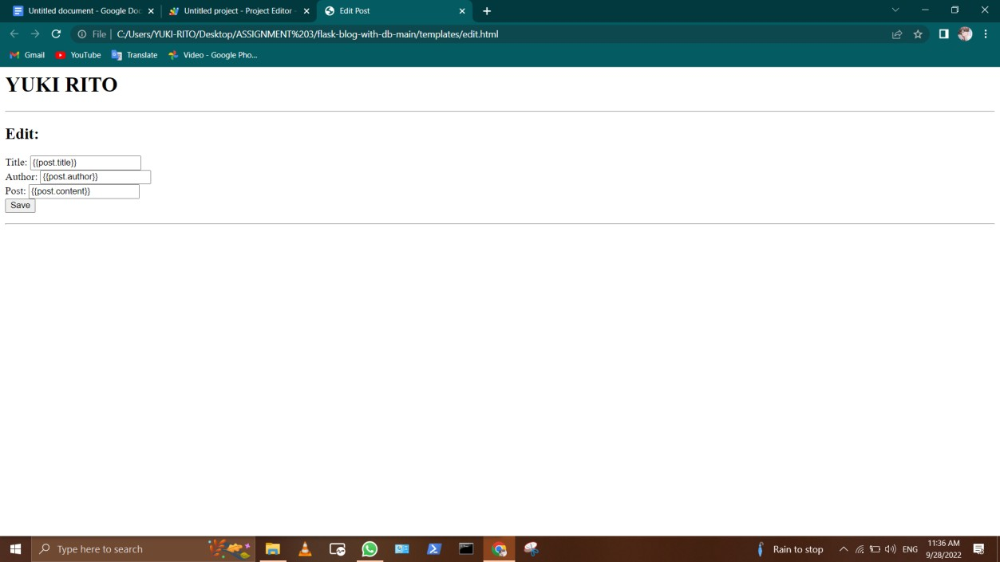 Untitled document - Google Doc
Untitled project - Project Editor -
Edit Post
File | C:/Users/YUKI-RITO/Desktop/ASSIGNMENT%203/flask-blog-with-db-main/templates/edit.html
Gmail
YouTube
Translate
Video - Google Pho...
YUKI RITO
Edit:
Title: {{post.title}}
Author: {{post.author}}
Post: {{post.content}}
Save
Type here to search
Rain to stop
ENG
11:36 AM
9/28/2022